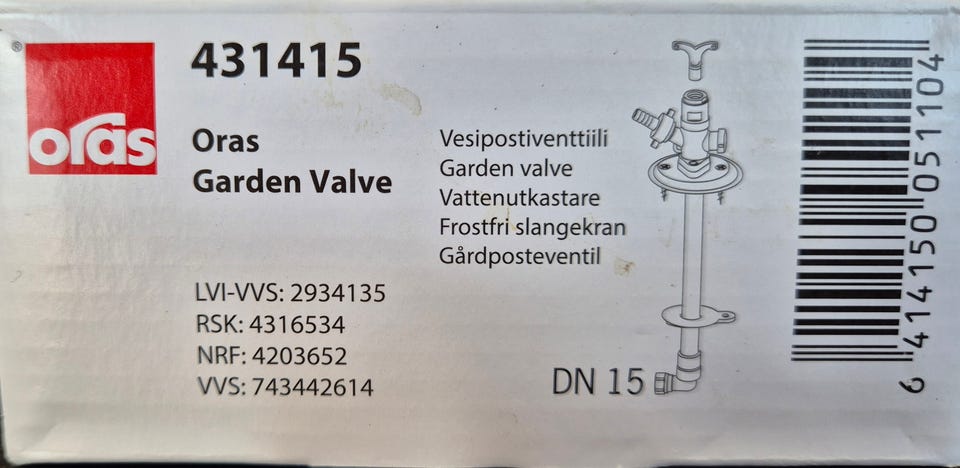 ®
oras
431415
Oras
Garden Valve
Vesipostiventtiili
Garden valve
Vattenutkastare
Frostfri slangekran
Gårdposteventil
LVI-VVS: 2934135
RSK: 4316534
NRF: 4203652
VVS: 743442614
DN 15
6 414150 051104